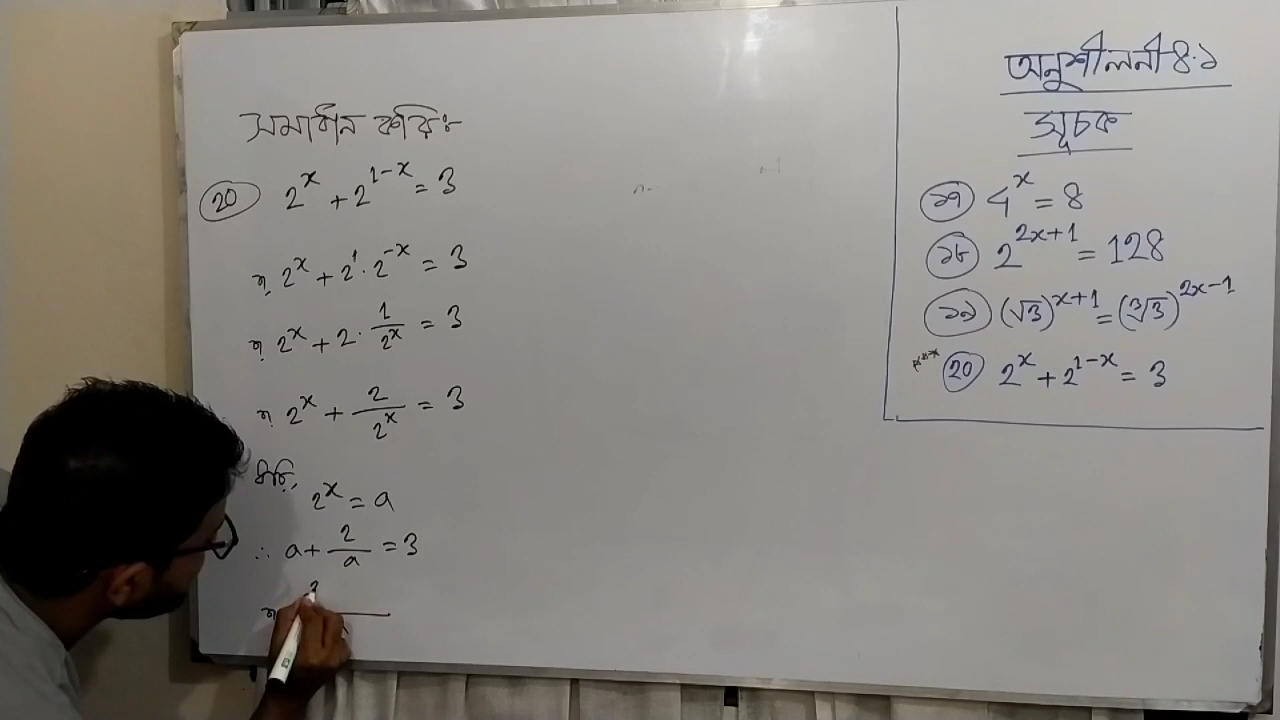 সমাধান করি:-
20 2^x + 2^{1-x} = 3
বা, 2^x + 2^1 · 2^{-x} = 3
বা, 2^x + 2 · 1/2^x = 3
বা, 2^x + 2/2^x = 3
ধরি,
2^x = a
∴ a + 2/a = 3
বা,
অনুশীলনী ৪·১
সূচক
১৭ 4^x = 8
১৮ 2^{2x+1} = 128
১৯ (√3)^{x+1} = (∛3)^{2x-1}
*** 20 2^x + 2^{1-x} = 3